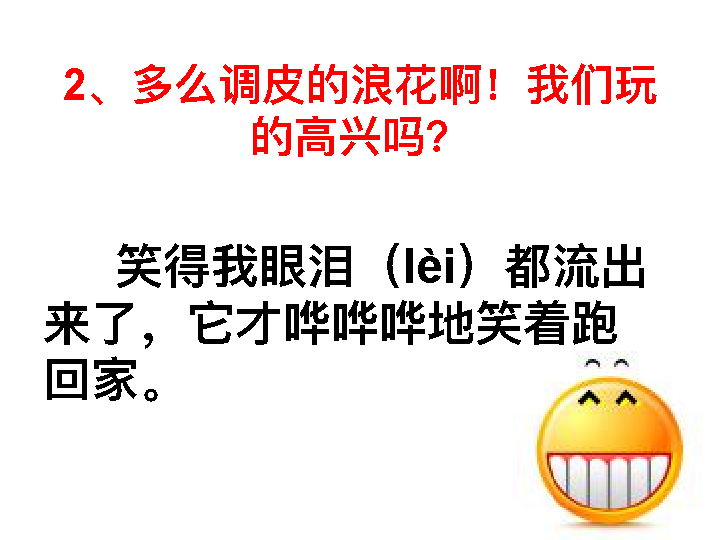 2、多么调皮的浪花啊！我们玩
的高兴吗?
笑得我眼泪（lèi）都流出
来了，它才哗哗哗地笑着跑
回家。